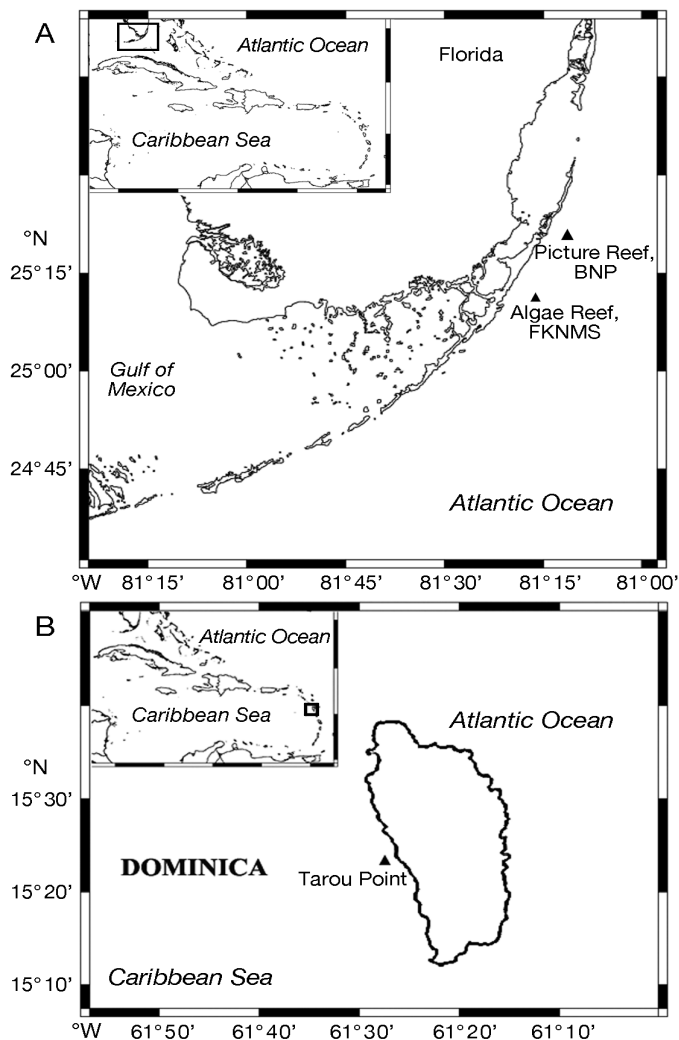 A
Atlantic Ocean
Caribbean Sea
Florida
°N
Picture Reef,
BNP
25°15’
Algae Reef,
FKNMS
25°00’
Gulf of
Mexico
24°45’
Atlantic Ocean
°W 81°15’ 81°00’ 81°45’ 81°30’ 81°15’ 81°00’
B
Atlantic Ocean
Caribbean Sea
Atlantic Ocean
°N
15°30’
DOMINICA
Tarou Point
15°20’
15°10’
Caribbean Sea
°W 61°50’ 61°40’ 61°30’ 61°20’ 61°10’